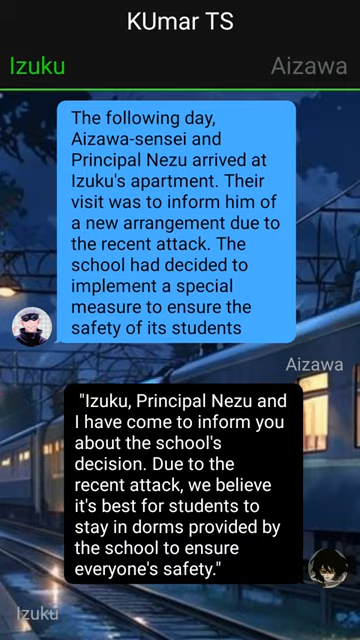 KUmar TS
Izuku Aizawa
The following day,
Aizawa-sensei and
Principal Nezu arrived at
Izuku's apartment. Their
visit was to inform him of
a new arrangement due to
the recent attack. The
school had decided to
implement a special
measure to ensure the
safety of its students
Aizawa
"Izuku, Principal Nezu and
I have come to inform you
about the school's
decision. Due to the
recent attack, we believe
it's best for students to
stay in dorms provided by
the school to ensure
everyone's safety."
Izuku